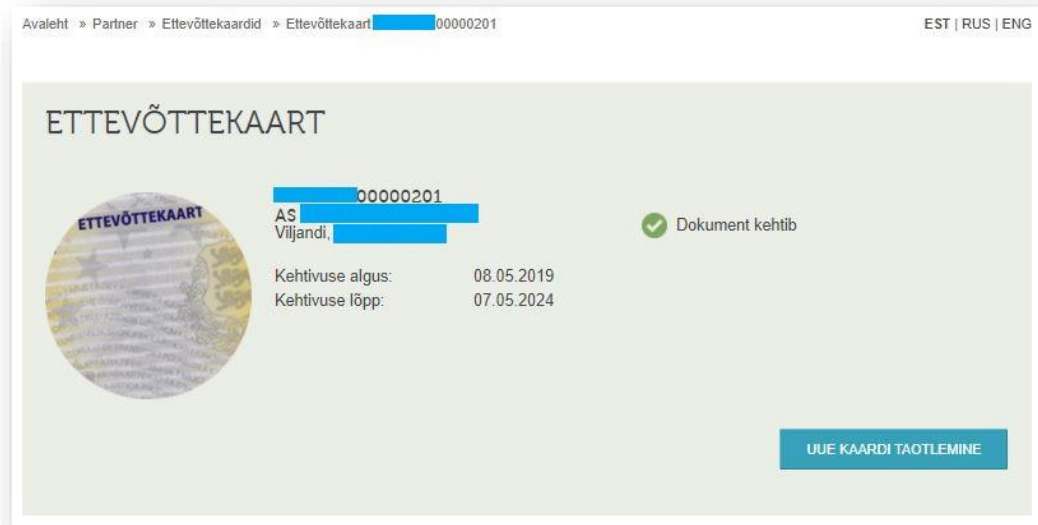 Avaleht » Partner » Ettevõttekaardid » Ettevõttekaart 00000201
EST | RUS | ENG
ETTEVÕTTEKAART
ETTEVÕTTEKAART
00000201
AS
Viljandi,
Dokument kehtib
Kehtivuse algus: 08.05.2019
Kehtivuse lõpp: 07.05.2024
UUE KAARDI TAOTLEMINE